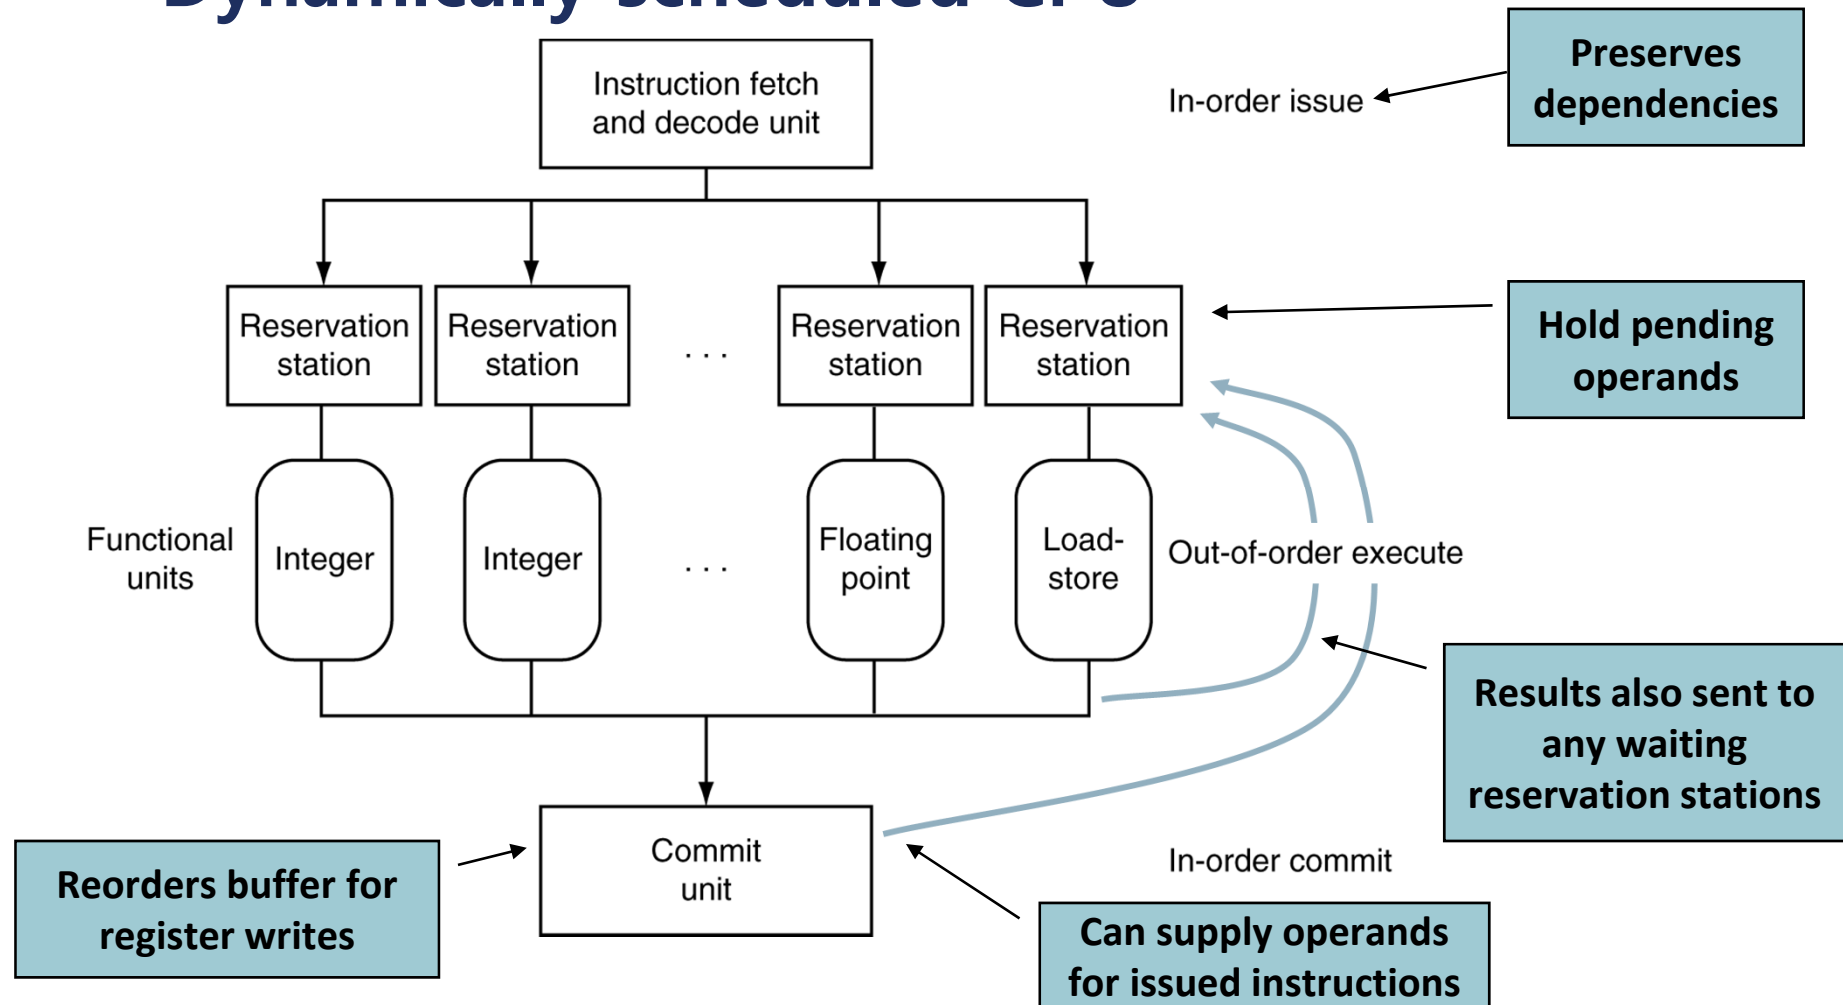 Dynamically scheduled CPU
Instruction fetch
and decode unit
In-order issue
Preserves
dependencies
Reservation
station
Reservation
station
. . .
Reservation
station
Reservation
station
Hold pending
operands
Functional
units
Integer
Integer
. . .
Floating
point
Load-
store
Out-of-order execute
Results also sent to
any waiting
reservation stations
Commit
unit
In-order commit
Reorders buffer for
register writes
Can supply operands
for issued instructions